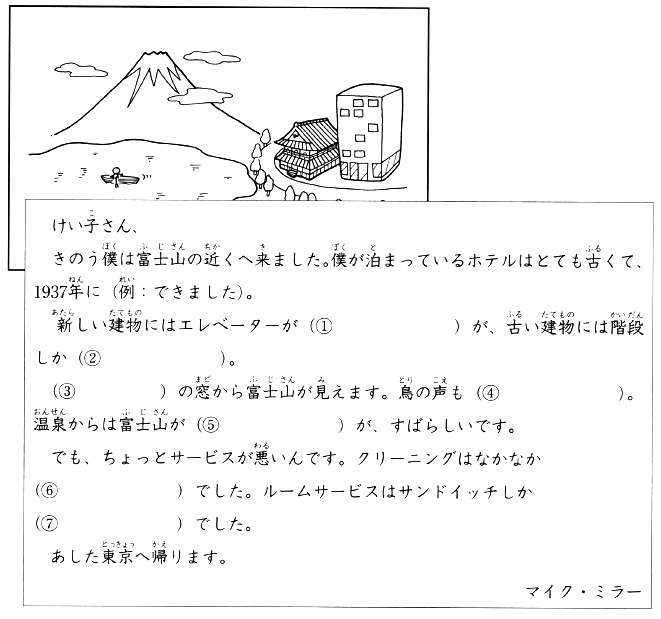 けい子さん、
きのう僕は富士山の近くへ来ました。僕が泊まっているホテルはとても古くて、
1937年に（例：できました）。
新しい建物にはエレベーターが（① ）が、古い建物には階段
しか（② ）。
（③ ）の窓から富士山が見えます。鳥の声も（④ ）。
温泉からは富士山が（⑤ ）が、すばらしいです。
でも、ちょっとサービスが悪いんです。クリーニングはなかなか
（⑥ ）でした。ルームサービスはサンドイッチしか
（⑦ ）でした。
あした東京へ帰ります。
マイク・ミラー